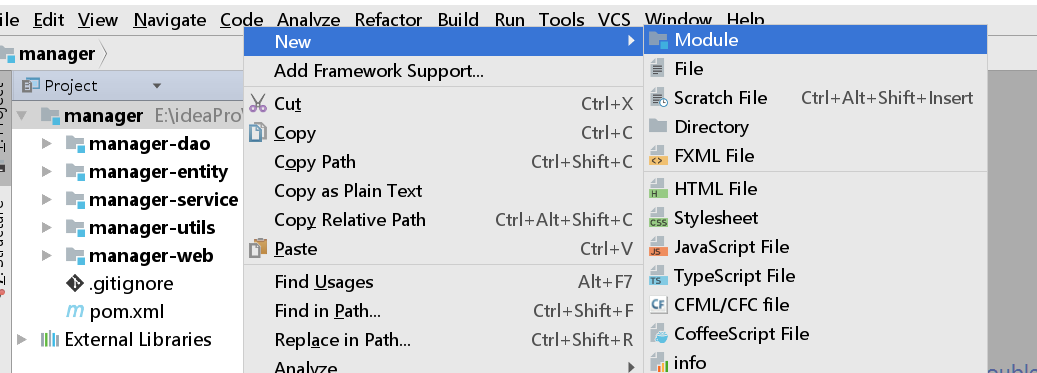 ile Edit View Navigate Code Analyze Refactor Build Run Tools VCS Window Help
manager
Project
manager E:\ideaPro
manager-dao
manager-entity
manager-service
manager-utils
manager-web
.gitignore
pom.xml
External Libraries
New
Add Framework Support...
Cut Ctrl+X
Copy Ctrl+C
Copy Path Ctrl+Shift+C
Copy as Plain Text
Copy Relative Path Ctrl+Alt+Shift+C
Paste Ctrl+V
Find Usages Alt+F7
Find in Path... Ctrl+Shift+F
Replace in Path... Ctrl+Shift+R
Analyze
Module
File
Scratch File Ctrl+Alt+Shift+Insert
Directory
FXML File
HTML File
Stylesheet
JavaScript File
TypeScript File
CFML/CFC file
CoffeeScript File
info